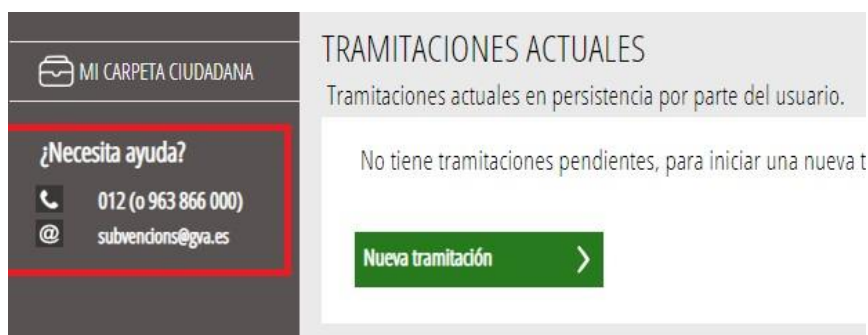 MI CARPETA CIUDADANA
¿Necesita ayuda?
012 (o 963 866 000)
@
subvencions@gva.es
TRAMITACIONES ACTUALES
Tramitaciones actuales en persistencia por parte del usuario.
No tiene tramitaciones pendientes, para iniciar una nueva t
Nueva tramitación